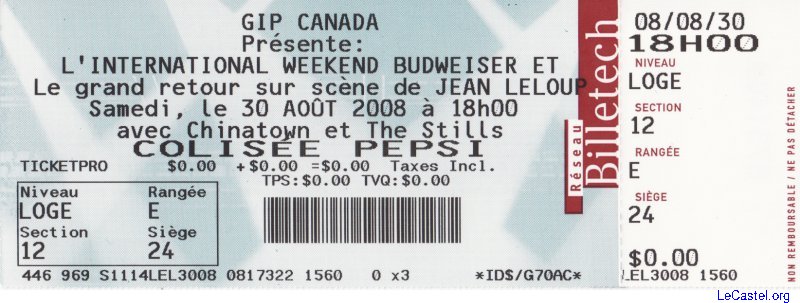 GIP CANADA
Présente:
L'INTERNATIONAL WEEKEND BUDWEISER ET
Le grand retour sur scène de JEAN LELOUP
Samedi, le 30 AOÛT 2008 à 18h00
avec Chinatown et The Stills
COLISÉE PEPSI
TICKETPRO $0.00 +$0.00 =$0.00 Taxes Incl.
TPS:$0.00 TVQ:$0.00
Niveau Rangée
LOGE E
Section Siège
12 24
446 969 S1114LEL3008 0817322 1560 0 x3 *ID$/G70AC*
Réseau
Billetech
08/08/30
18H00
NIVEAU
LOGE
SECTION
12
RANGÉE
E
SIÈGE
24
$0.00
LEL3008 1560
NON REMBOURSABLE / NE PAS DÉTACHER
LeCastel.org